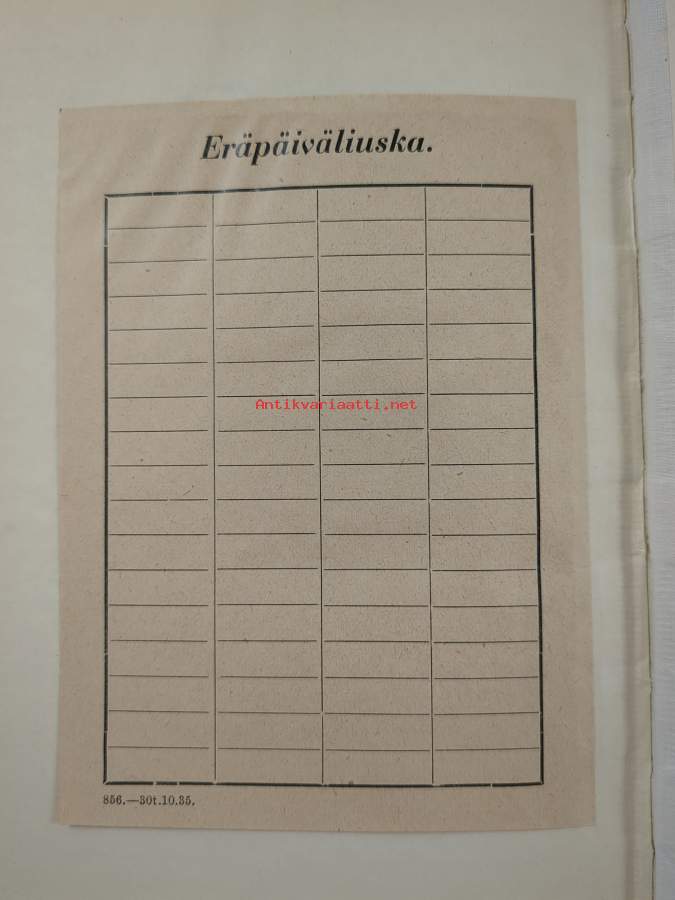 Eräpäiväliuska.
Antikvariaatti.net
856.—30t.10.35.